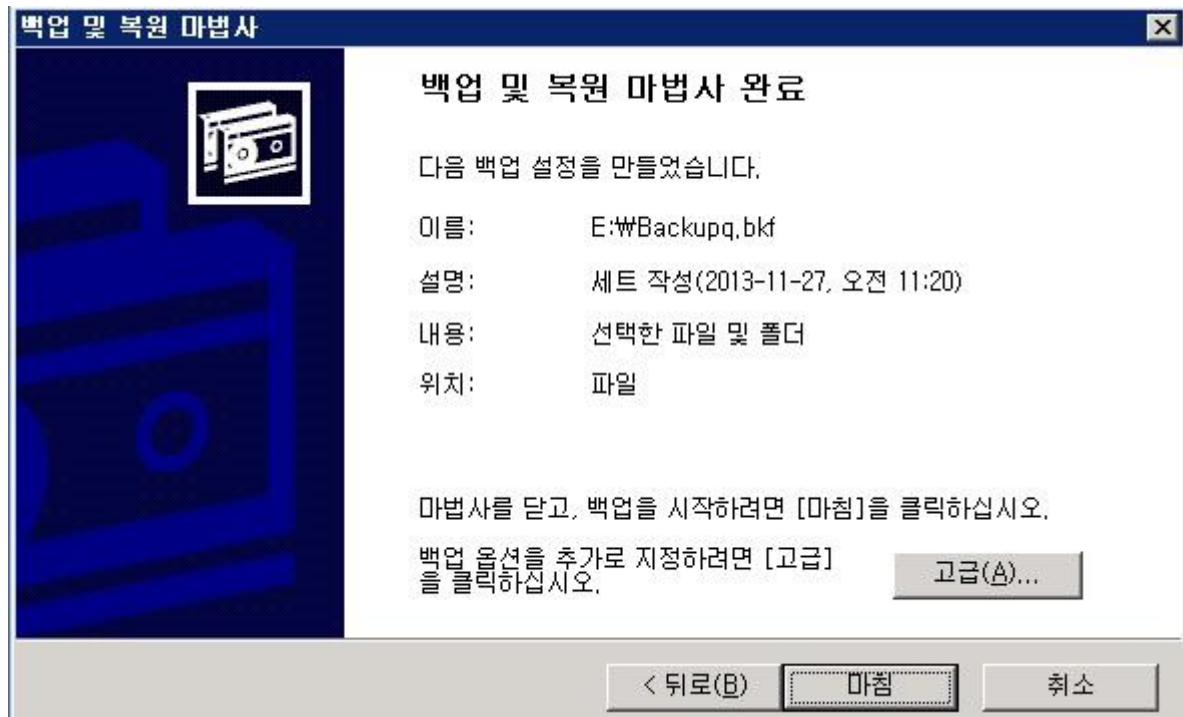 백업 및 복원 마법사
백업 및 복원 마법사 완료
다음 백업 설정을 만들었습니다.
이름: E:₩Backupq.bkf
설명: 세트 작성(2013-11-27, 오전 11:20)
내용: 선택한 파일 및 폴더
위치: 파일
마법사를 닫고, 백업을 시작하려면 [마침]을 클릭하십시오.
백업 옵션을 추가로 지정하려면 [고급]
을 클릭하십시오.
고급(A)...
< 뒤로(B) 마침 취소